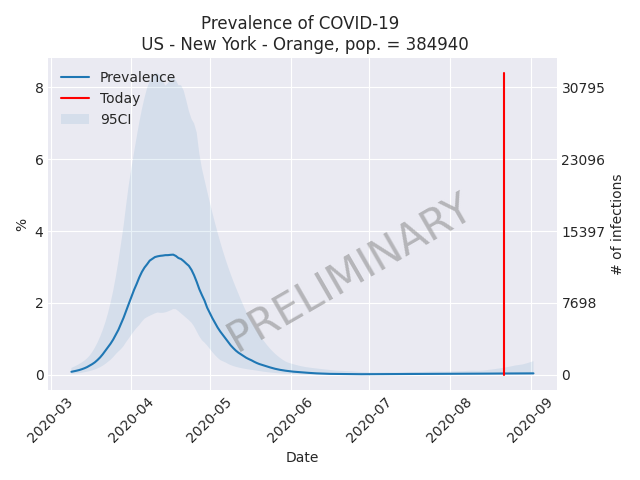 Prevalence of COVID-19
US - New York - Orange, pop. = 384940
Prevalence
Today
95CI
8
6
4
2
0
%
30795
23096
15397
7698
0
# of infections
PRELIMINARY
2020-03
2020-04
2020-05
2020-06
2020-07
2020-08
2020-09
Date